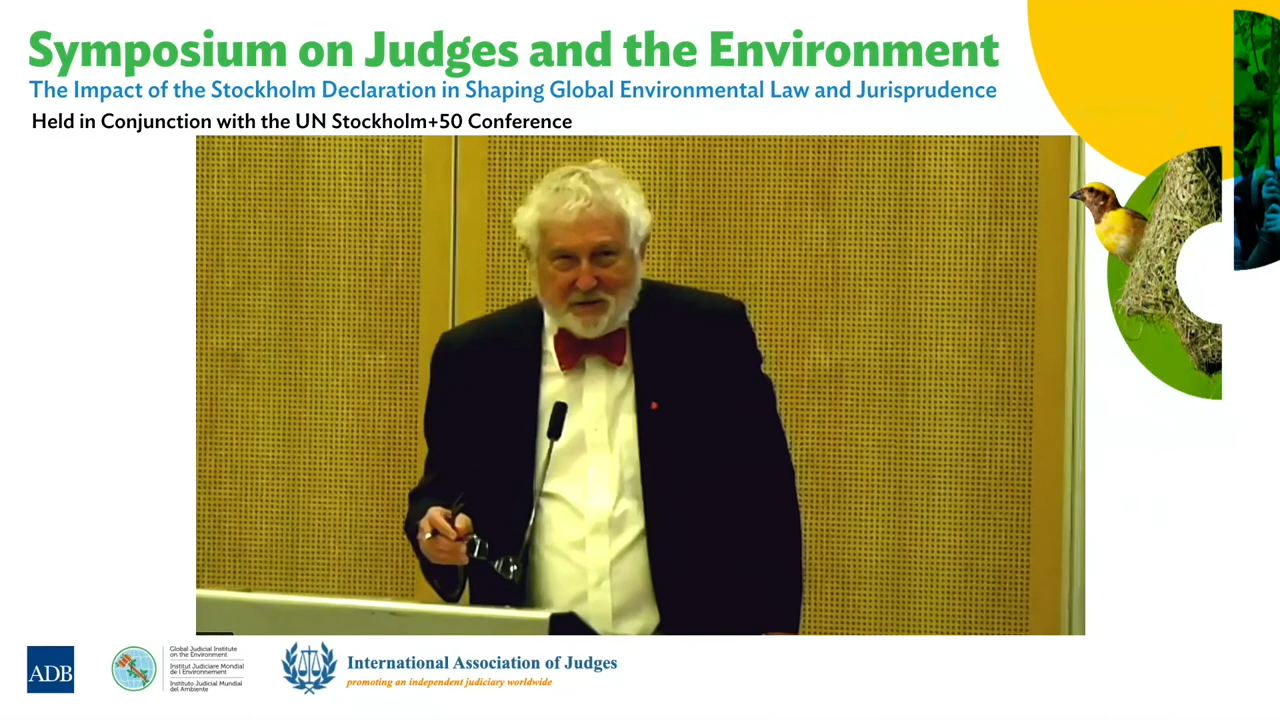 Symposium on Judges and the Environment
The Impact of the Stockholm Declaration in Shaping Global Environmental Law and Jurisprudence
Held in Conjunction with the UN Stockholm+50 Conference
ADB
Global Judicial Institute
on the Environment
Institut Judiciaire Mondial
de l'Environnement
Instituto Judicial Mundial
del Ambiente
International Association of Judges
promoting an independent judiciary worldwide